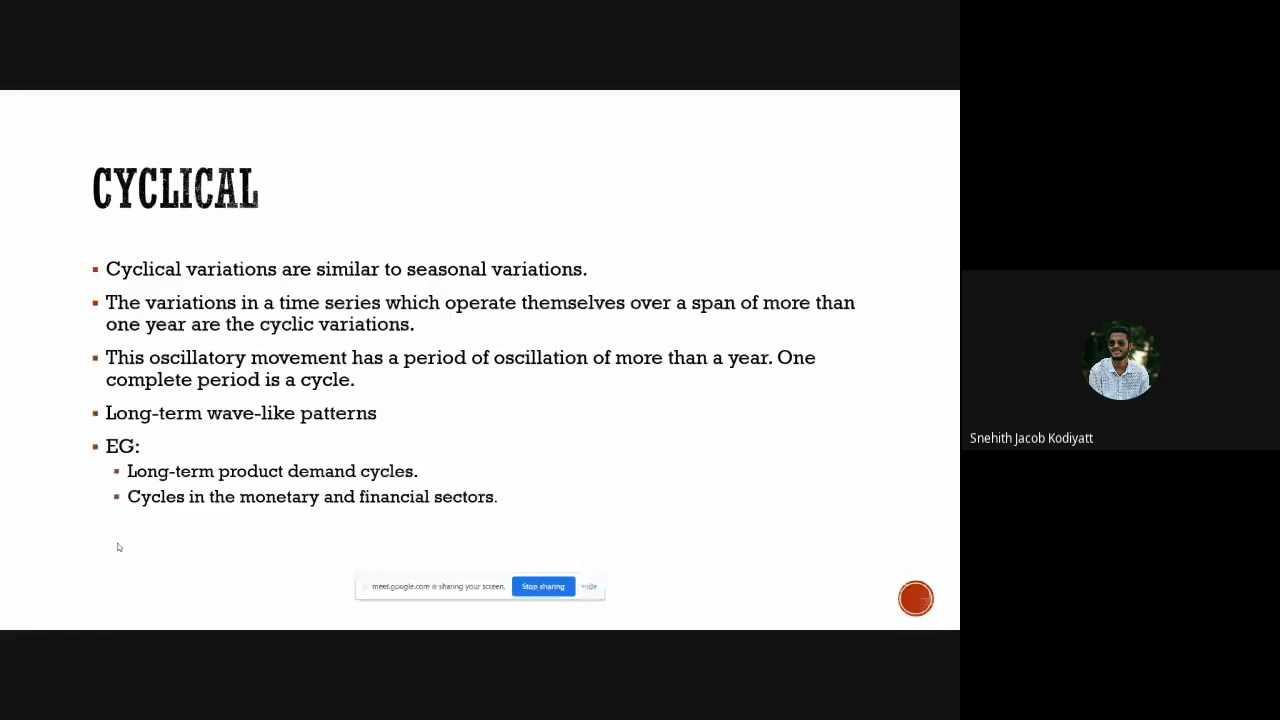 CYCLICAL
Cyclical variations are similar to seasonal variations.
The variations in a time series which operate themselves over a span of more than
one year are the cyclic variations.
This oscillatory movement has a period of oscillation of more than a year. One
complete period is a cycle.
Long-term wave-like patterns
EG:
Long-term product demand cycles.
Cycles in the monetary and financial sectors.
meet.google.com is sharing your screen. Stop sharing Hide
Snehith Jacob Kodiyatt